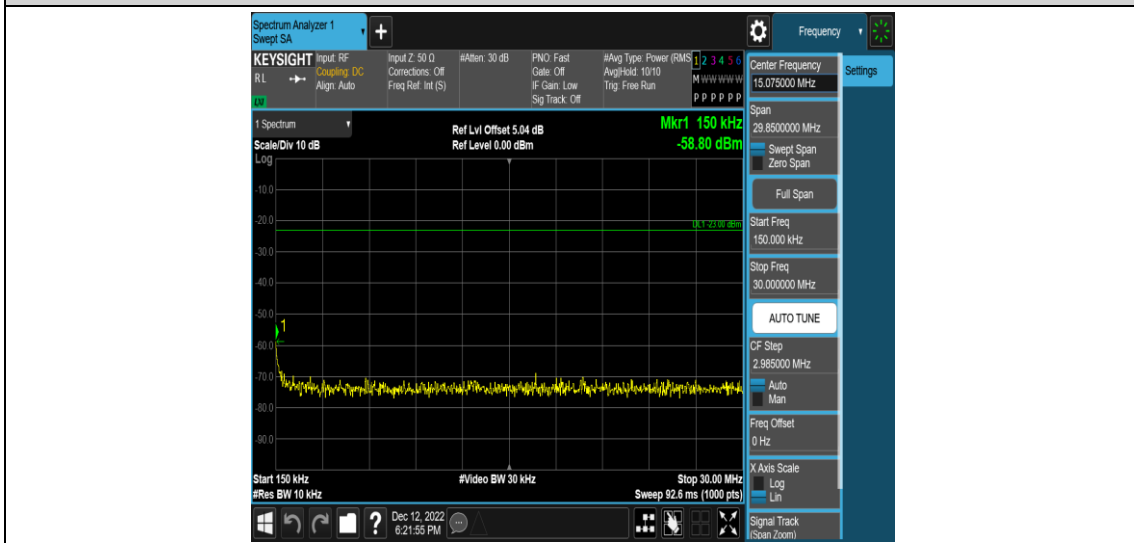 Spectrum Analyzer 1
Swept SA
Frequency
KEYSIGHT
RL
LXI
Input: RF
Coupling: DC
Align: Auto
Input Z: 50 Ω
Corrections: Off
Freq Ref: Int (S)
#Atten: 30 dB
PNO: Fast
Gate: Off
IF Gain: Low
Sig Track: Off
#Avg Type: Power (RMS
Avg|Hold: 10/10
Trig: Free Run
1 2 3 4 5 6
M W W W W W
P P P P P P
1 Spectrum
Scale/Div 10 dB
Ref Lvl Offset 5.04 dB
Ref Level 0.00 dBm
Mkr1 150 kHz
-58.80 dBm
Log
-10.0
-20.0
DL1 -23.00 dBm
-30.0
-40.0
-50.0
1
-60.0
-70.0
-80.0
-90.0
Start 150 kHz
#Video BW 30 kHz
Stop 30.00 MHz
#Res BW 10 kHz
Sweep 92.6 ms (1000 pts)
Dec 12, 2022
6:21:55 PM
Center Frequency
15.075000 MHz
Settings
Span
29.8500000 MHz
Swept Span
Zero Span
Full Span
Start Freq
150.000 kHz
Stop Freq
30.000000 MHz
AUTO TUNE
CF Step
2.985000 MHz
Auto
Man
Freq Offset
0 Hz
X Axis Scale
Log
Lin
Signal Track
(Span Zoom)